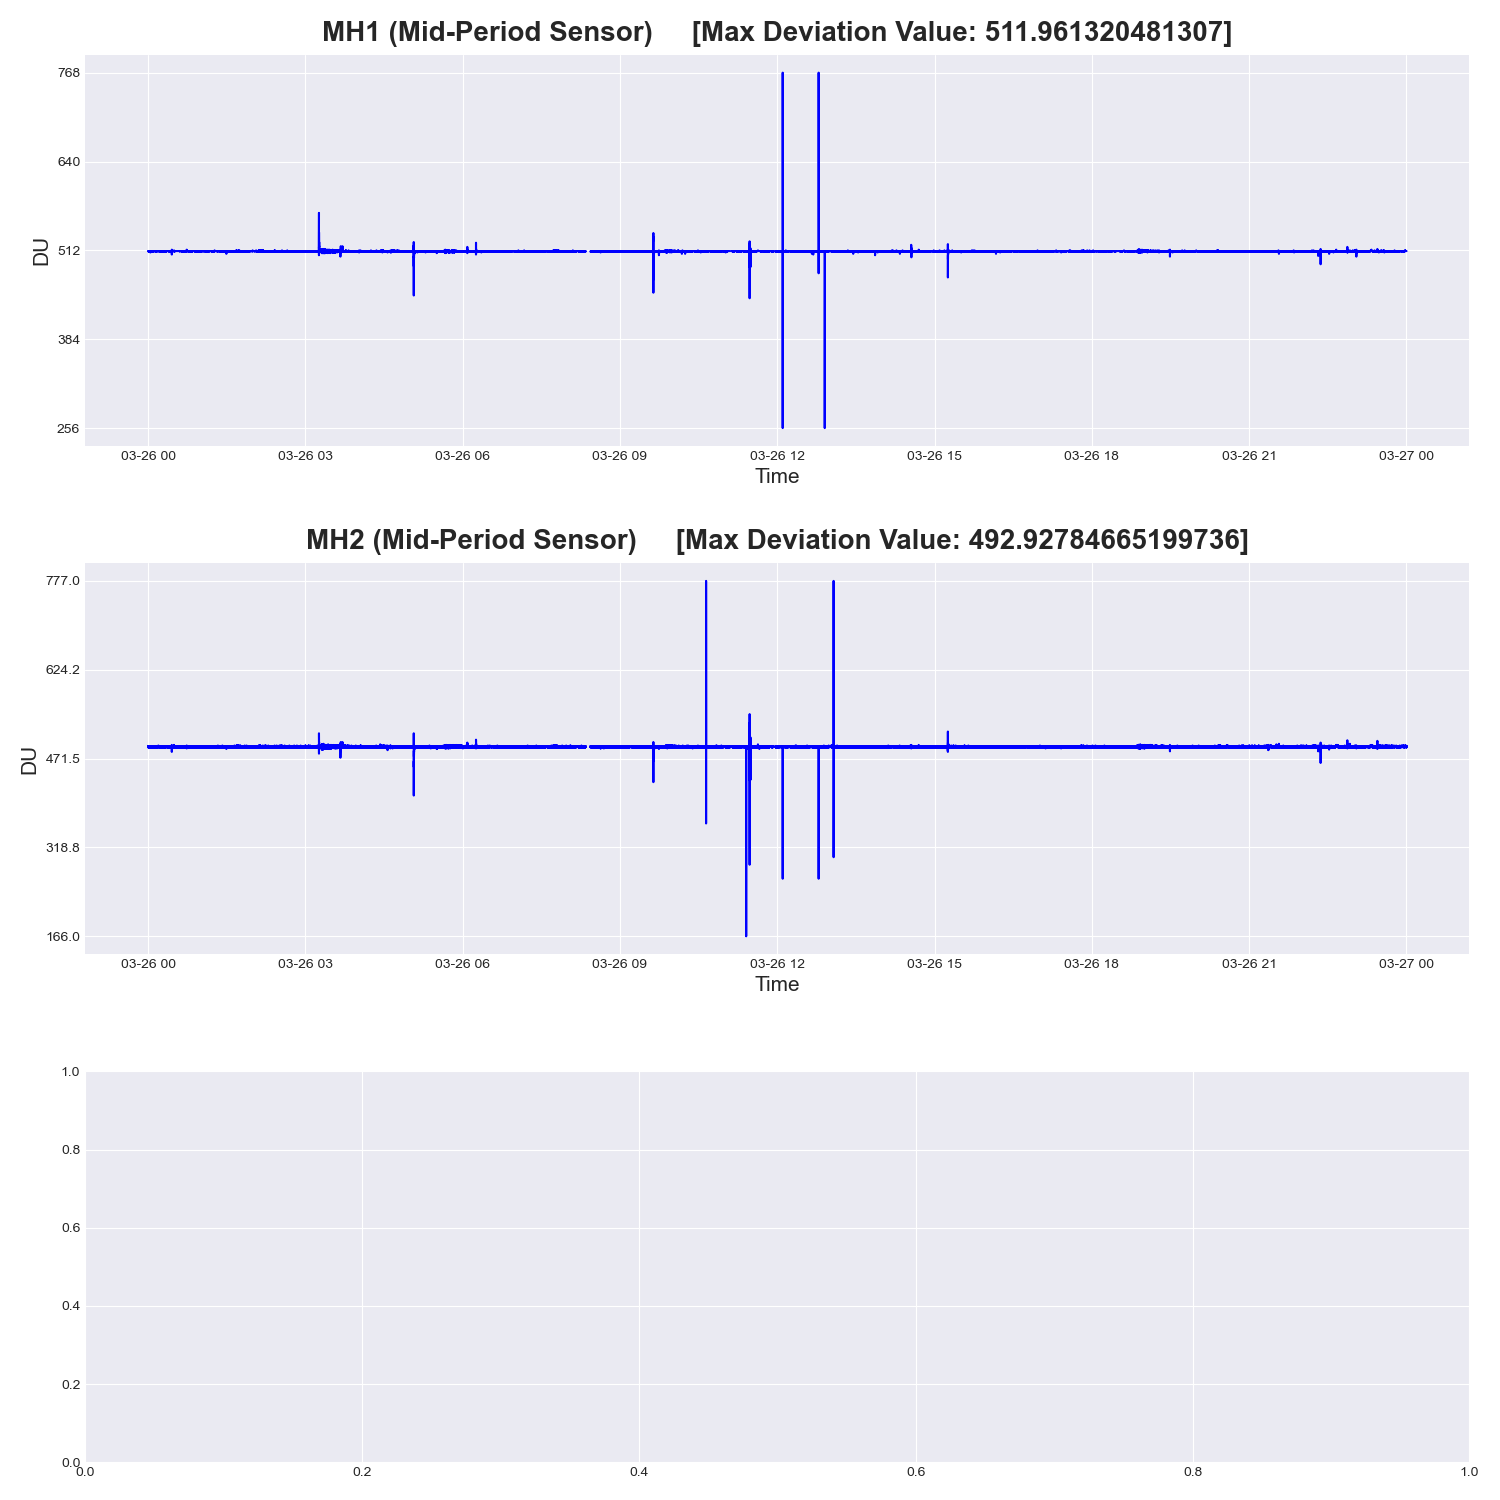 MH1 (Mid-Period Sensor) [Max Deviation Value: 511.961320481307]
768
640
512
384
256
DU
03-26 00 03-26 03 03-26 06 03-26 09 03-26 12 03-26 15 03-26 18 03-26 21 03-27 00
Time
MH2 (Mid-Period Sensor) [Max Deviation Value: 492.92784665199736]
777.0
624.2
471.5
318.8
166.0
DU
03-26 00 03-26 03 03-26 06 03-26 09 03-26 12 03-26 15 03-26 18 03-26 21 03-27 00
Time
1.0
0.8
0.6
0.4
0.2
0.0
0.0 0.2 0.4 0.6 0.8 1.0